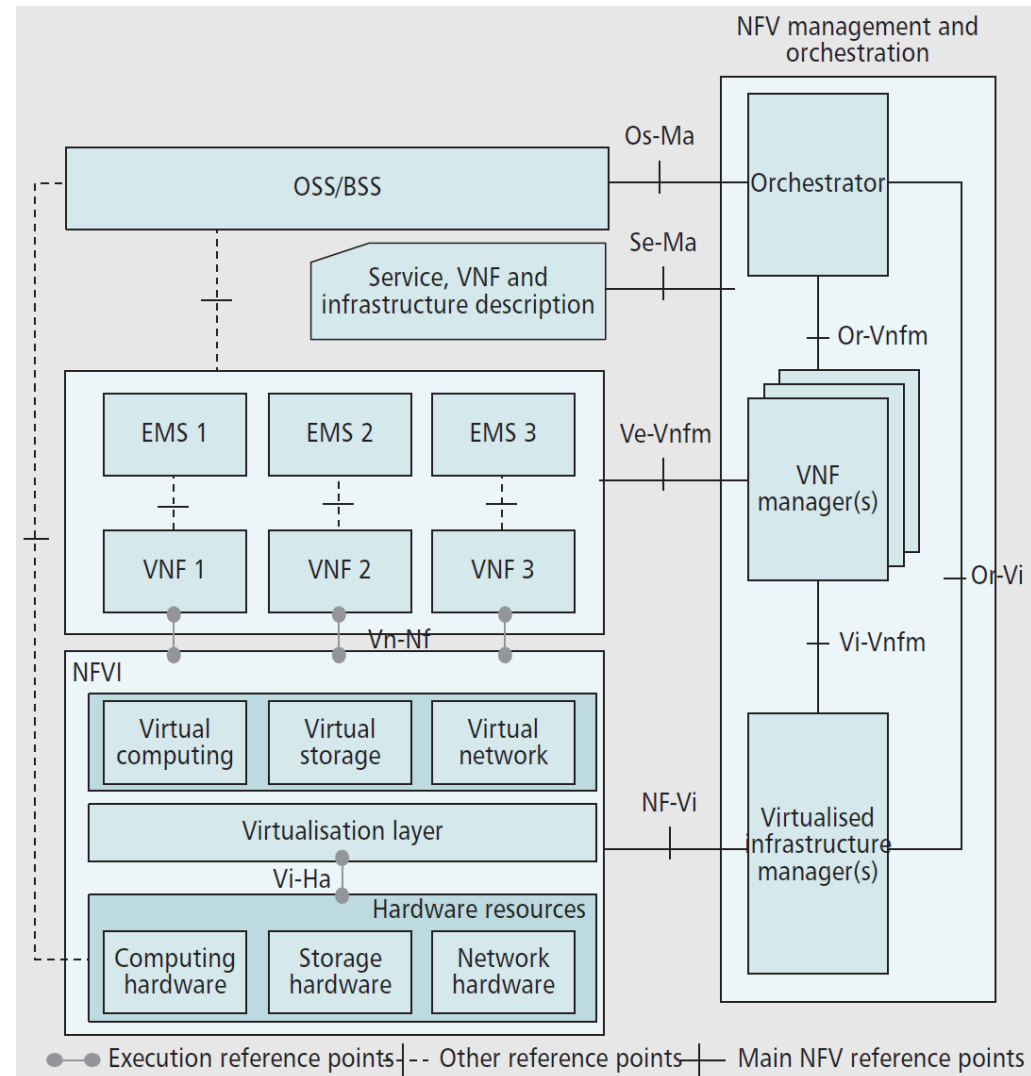 NFV management and
orchestration
Os-Ma
OSS/BSS
Orchestrator
Se-Ma
Service, VNF and
infrastructure description
Or-Vnfm
EMS 1
EMS 2
EMS 3
Ve-Vnfm
VNF
manager(s)
VNF 1
VNF 2
VNF 3
Or-Vi
Vn-Nf
Vi-Vnfm
NFVI
Virtual
computing
Virtual
storage
Virtual
network
NF-Vi
Virtualisation layer
Virtualised
infrastructure
manager(s)
Vi-Ha
Hardware resources
Computing
hardware
Storage
hardware
Network
hardware
Execution reference points
Other reference points
Main NFV reference points